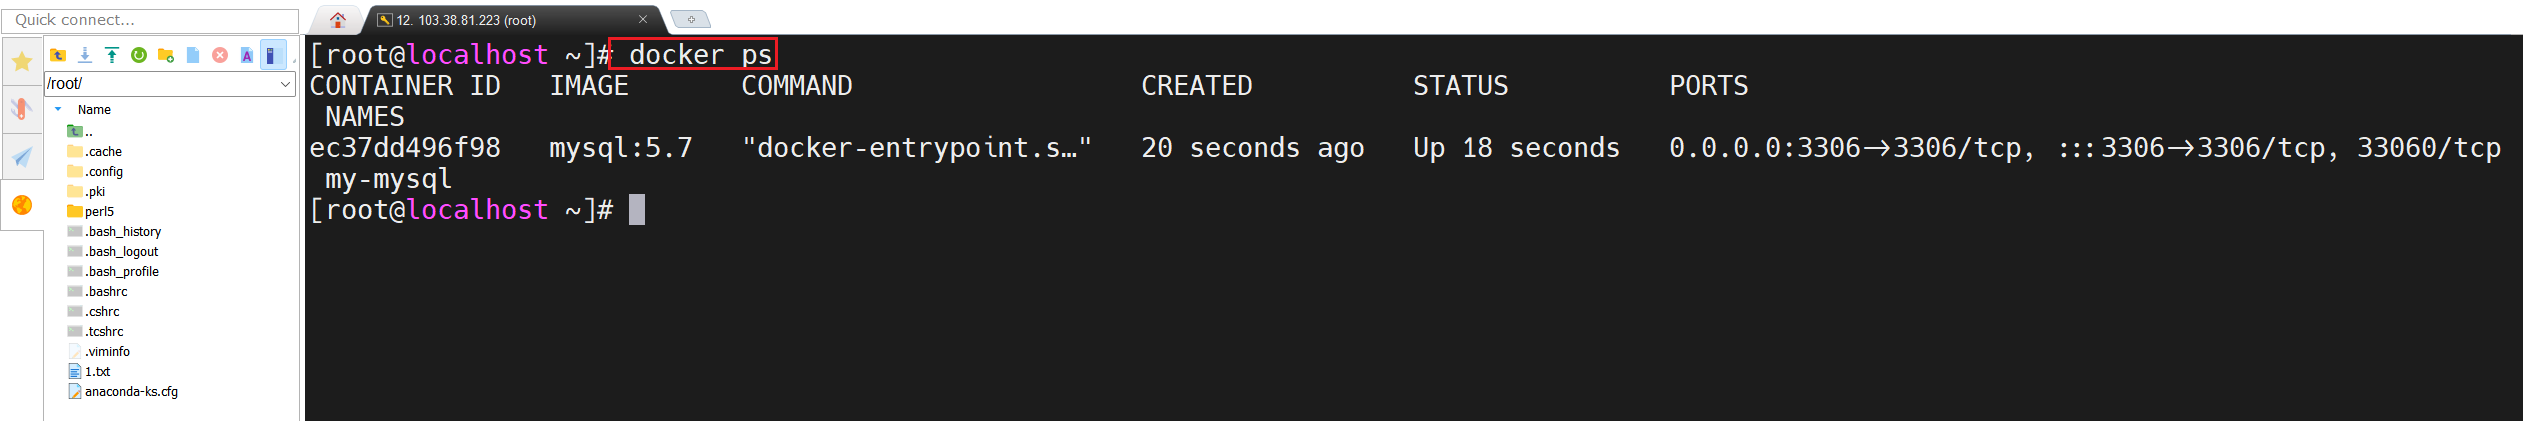 Quick connect...
12. 103.38.81.223 (root)
/root/
Name
..
.cache
.config
.pki
perl5
.bash_history
.bash_logout
.bash_profile
.bashrc
.cshrc
.tcshrc
.viminfo
1.txt
anaconda-ks.cfg
[root@localhost ~]# docker ps
CONTAINER ID   IMAGE       COMMAND                  CREATED          STATUS          PORTS
NAMES
ec37dd496f98   mysql:5.7   "docker-entrypoint.s…"   20 seconds ago   Up 18 seconds   0.0.0.0:3306->3306/tcp, :::3306->3306/tcp, 33060/tcp
my-mysql
[root@localhost ~]#